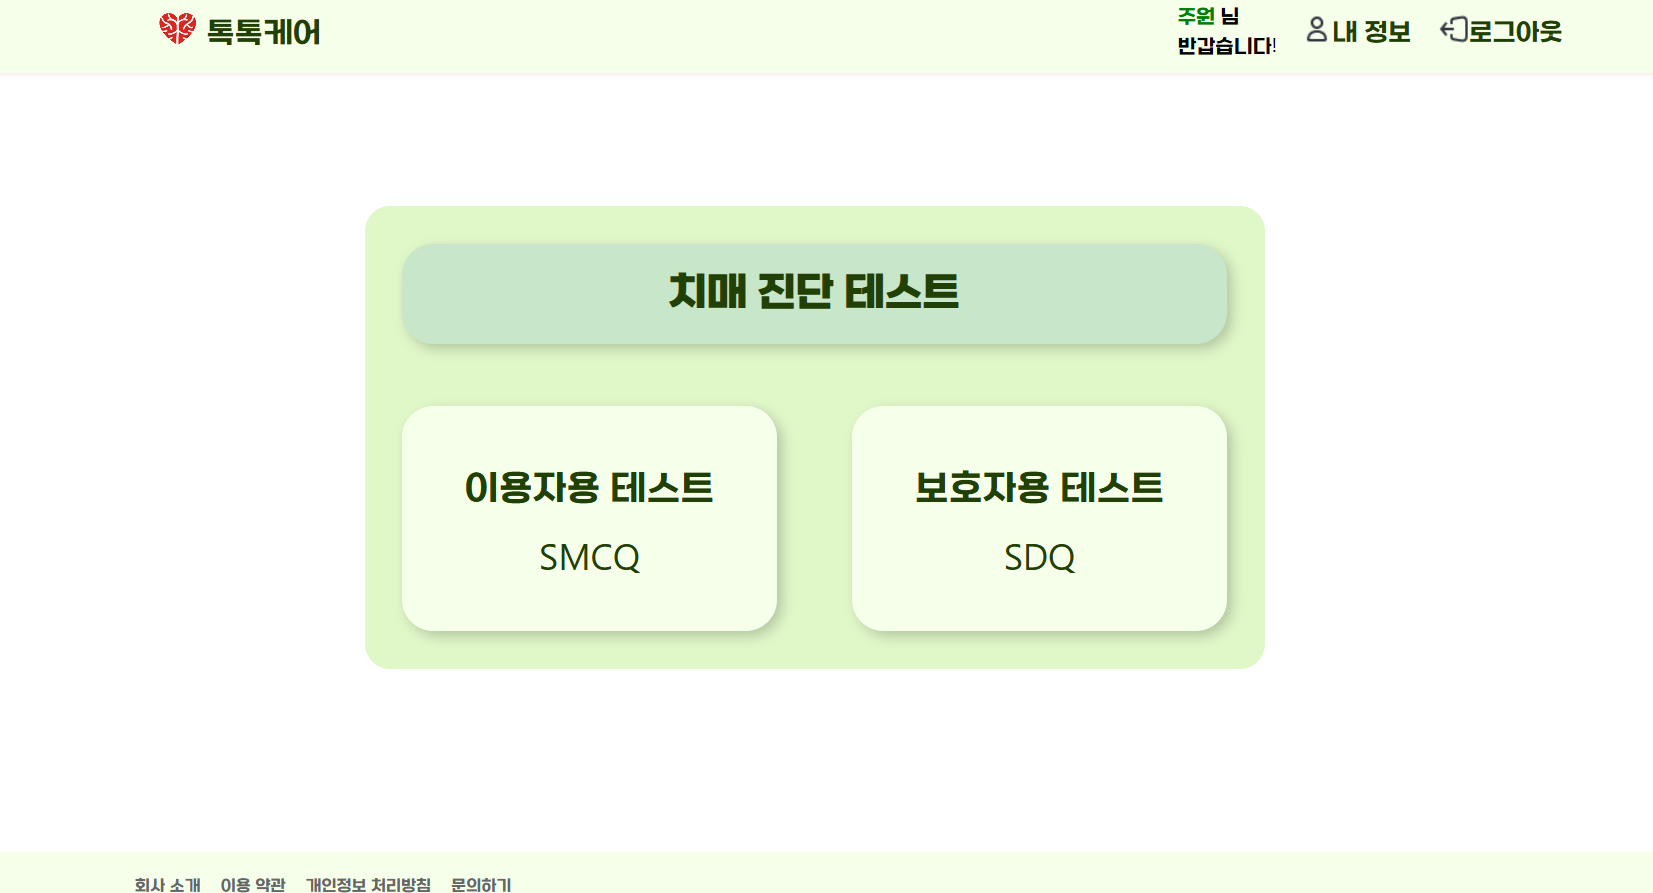 톡톡케어
주원 님
반갑습니다!
내 정보
로그아웃
치매 진단 테스트
이용자용 테스트
SMCQ
보호자용 테스트
SDQ
회사 소개 이용 약관 개인정보 처리방침 문의하기